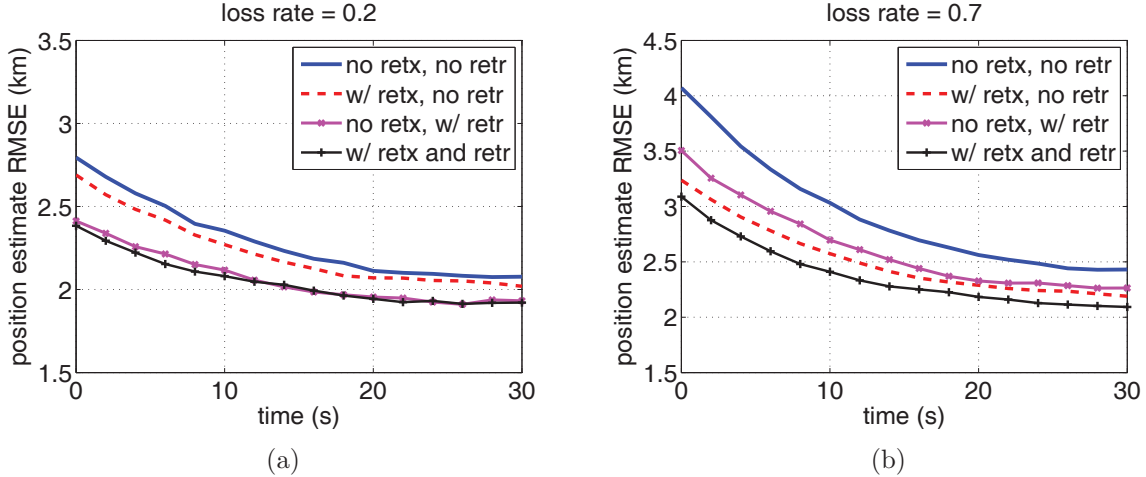 loss rate = 0.2
3.5
3
2.5
2
1.5
0
10
20
30
position estimate RMSE (km)
time (s)
no retx, no retr
w/ retx, no retr
no retx, w/ retr
w/ retx and retr
(a)
loss rate = 0.7
4.5
4
3.5
3
2.5
2
1.5
0
10
20
30
position estimate RMSE (km)
time (s)
no retx, no retr
w/ retx, no retr
no retx, w/ retr
w/ retx and retr
(b)